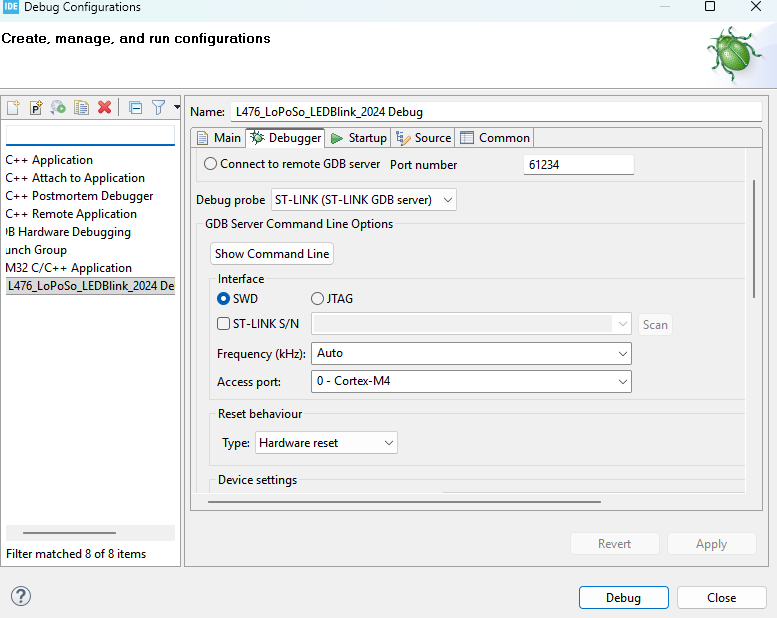 IDE Debug Configurations
Create, manage, and run configurations
C++ Application
C++ Attach to Application
C++ Postmortem Debugger
C++ Remote Application
DB Hardware Debugging
unch Group
M32 C/C++ Application
L476_LoPoSo_LEDBlink_2024 De
Filter matched 8 of 8 items
Name: L476_LoPoSo_LEDBlink_2024 Debug
Main Debugger Startup Source Common
Connect to remote GDB server Port number 61234
Debug probe ST-LINK (ST-LINK GDB server)
GDB Server Command Line Options
Show Command Line
Interface
SWD JTAG
ST-LINK S/N Scan
Frequency (kHz): Auto
Access port: 0 - Cortex-M4
Reset behaviour
Type: Hardware reset
Device settings
Revert Apply
? Debug Close